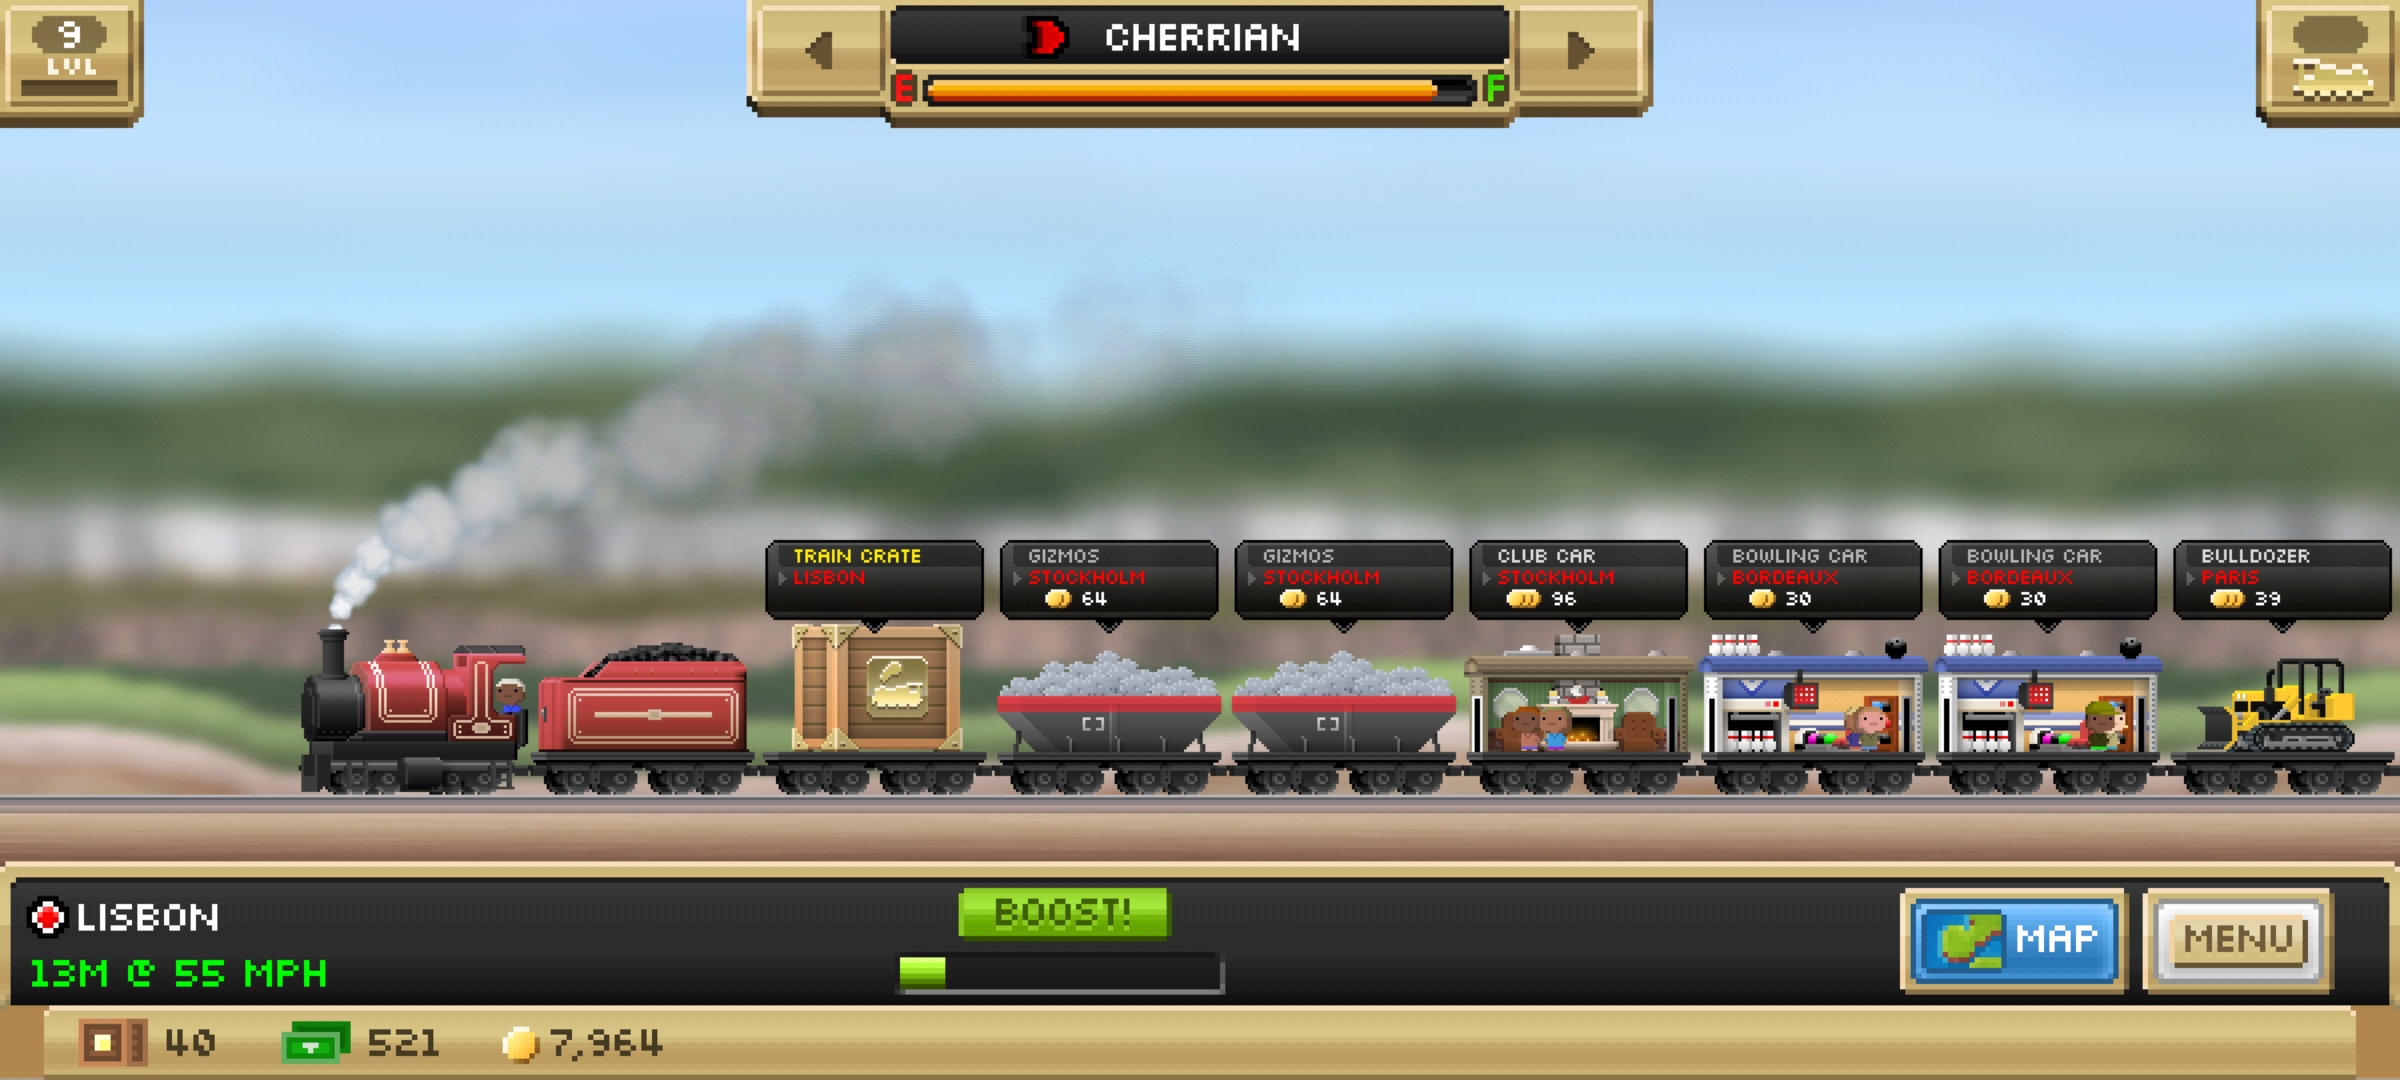 9
LVL
CHERRIAN
E F
TRAIN CRATE
LISBON
GIZMOS
STOCKHOLM
64
GIZMOS
STOCKHOLM
64
CLUB CAR
STOCKHOLM
96
BOWLING CAR
BORDEAUX
30
BOWLING CAR
BORDEAUX
30
BULLDOZER
PARIS
39
LISBON
13M @ 55 MPH
BOOST!
MAP
MENU
40
521
7,964